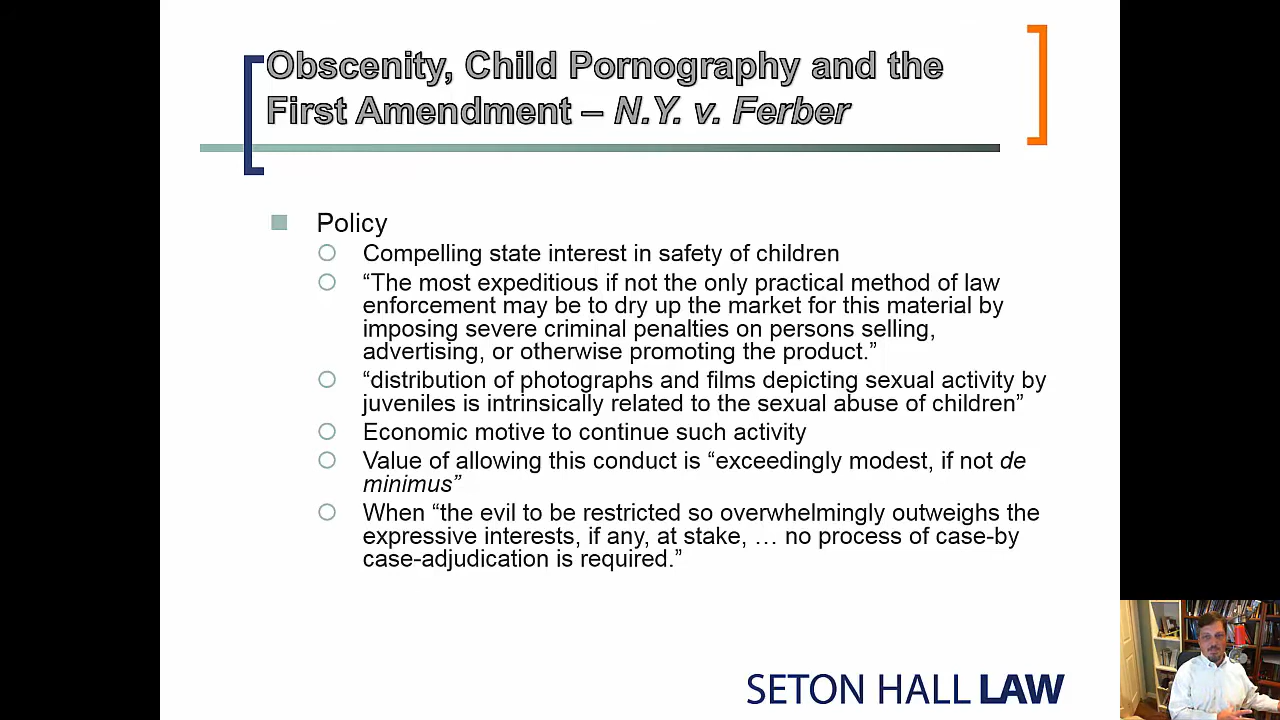 Obscenity, Child Pornography and the
First Amendment – N.Y. v. Ferber
Policy
Compelling state interest in safety of children
“The most expeditious if not the only practical method of law
enforcement may be to dry up the market for this material by
imposing severe criminal penalties on persons selling,
advertising, or otherwise promoting the product.”
“distribution of photographs and films depicting sexual activity by
juveniles is intrinsically related to the sexual abuse of children”
Economic motive to continue such activity
Value of allowing this conduct is “exceedingly modest, if not de
minimus”
When “the evil to be restricted so overwhelmingly outweighs the
expressive interests, if any, at stake, … no process of case-by
case-adjudication is required.”
SETON HALL LAW